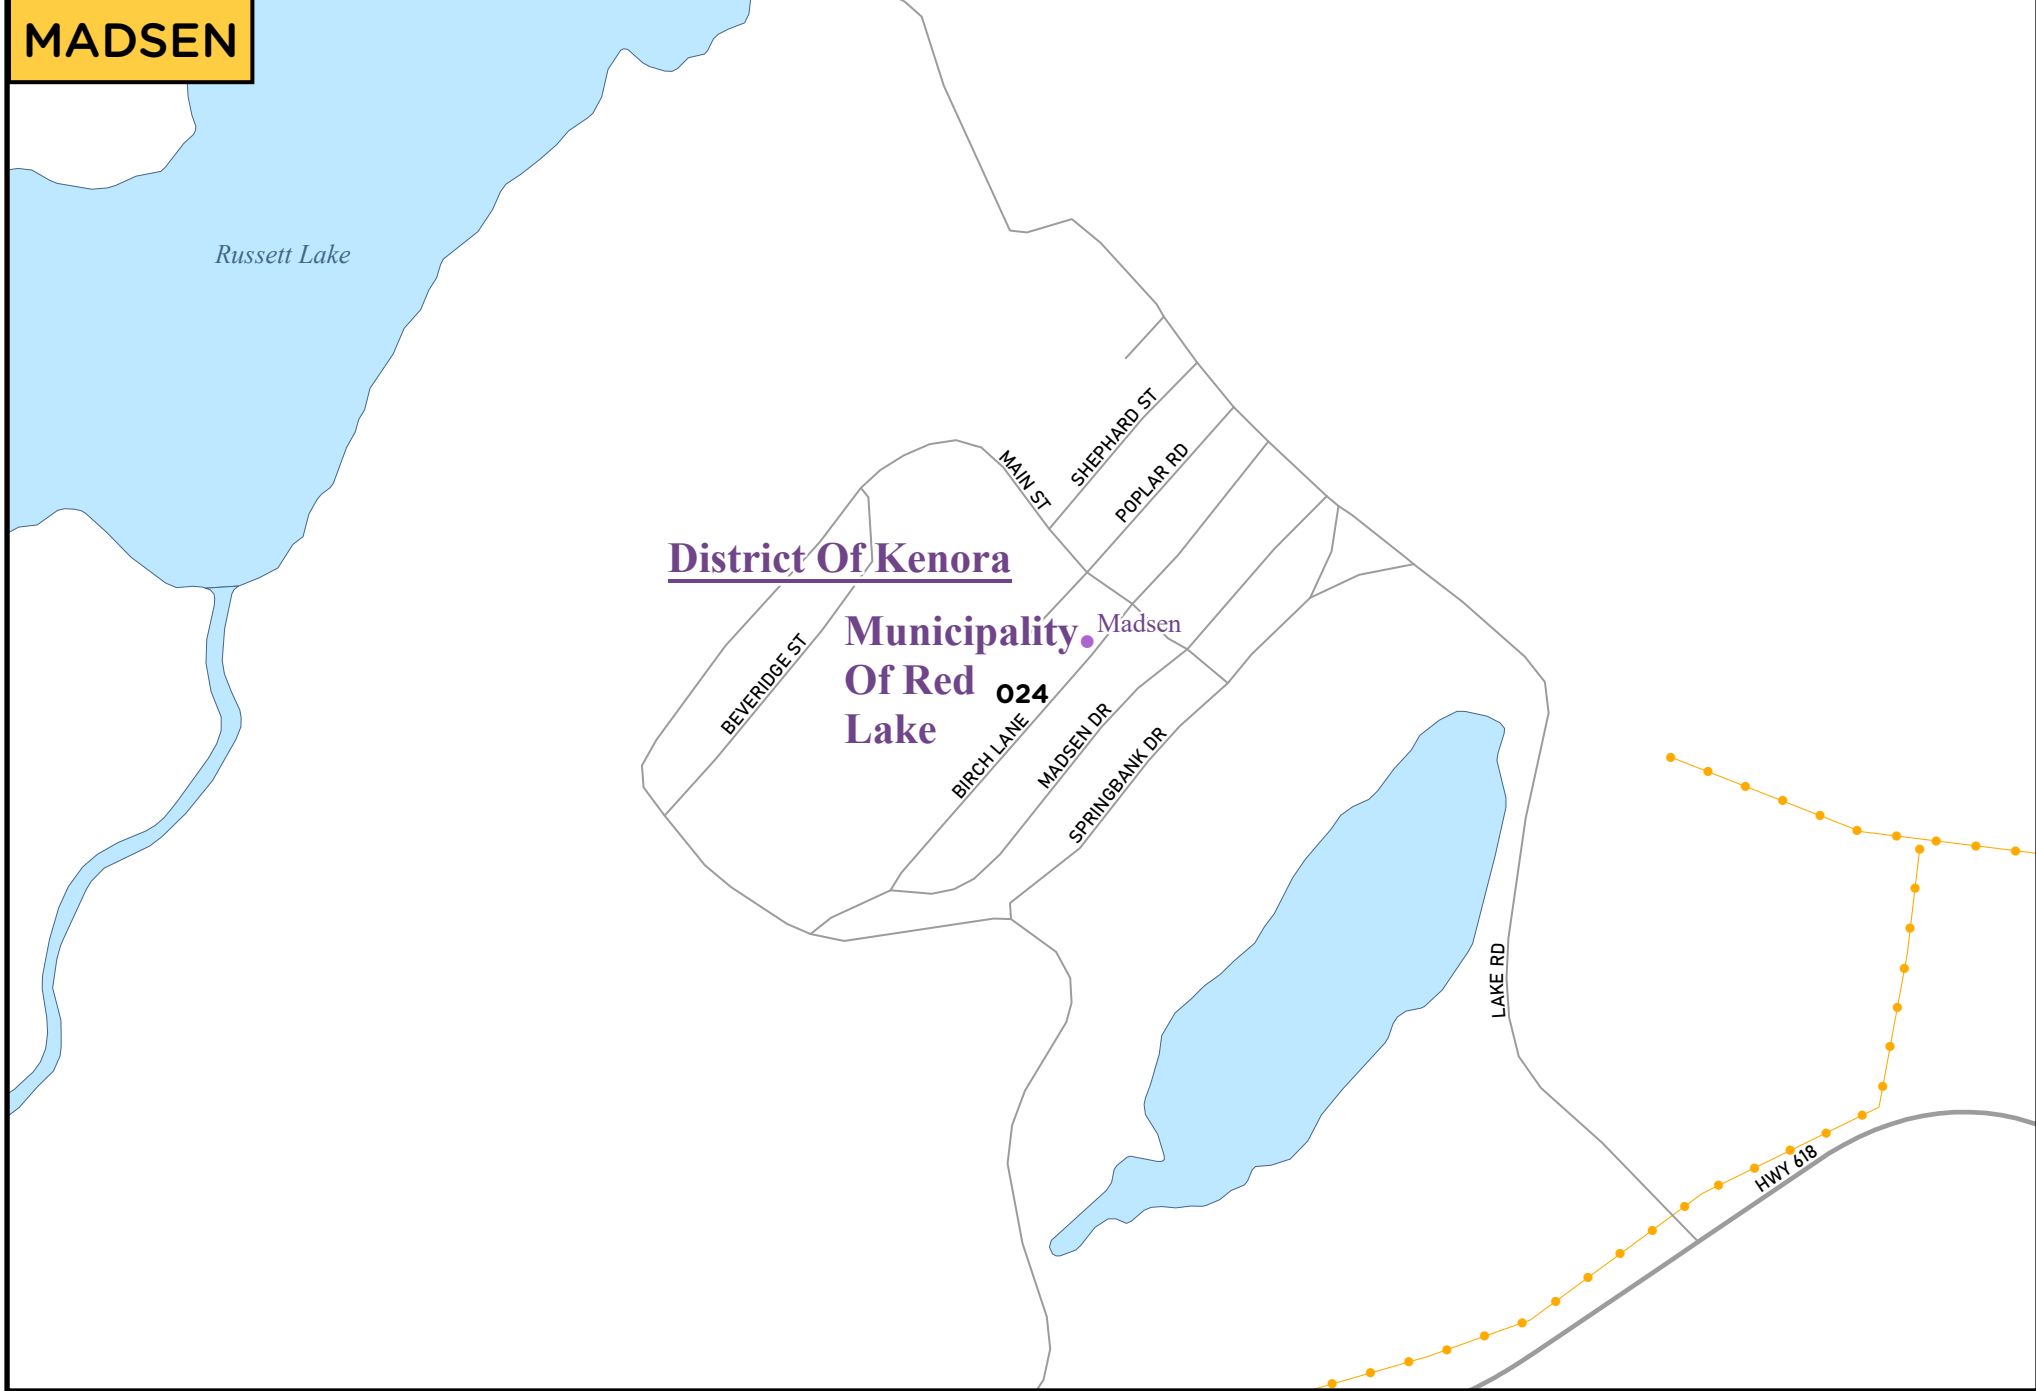 MADSEN
Russett Lake
SHEPHARD ST
MAIN ST
POPLAR RD
District Of Kenora
Madsen
Municipality
Of Red
Lake
024
BEVERIDGE ST
BIRCH LANE
MADSEN DR
SPRINGBANK DR
LAKE RD
HWY 618